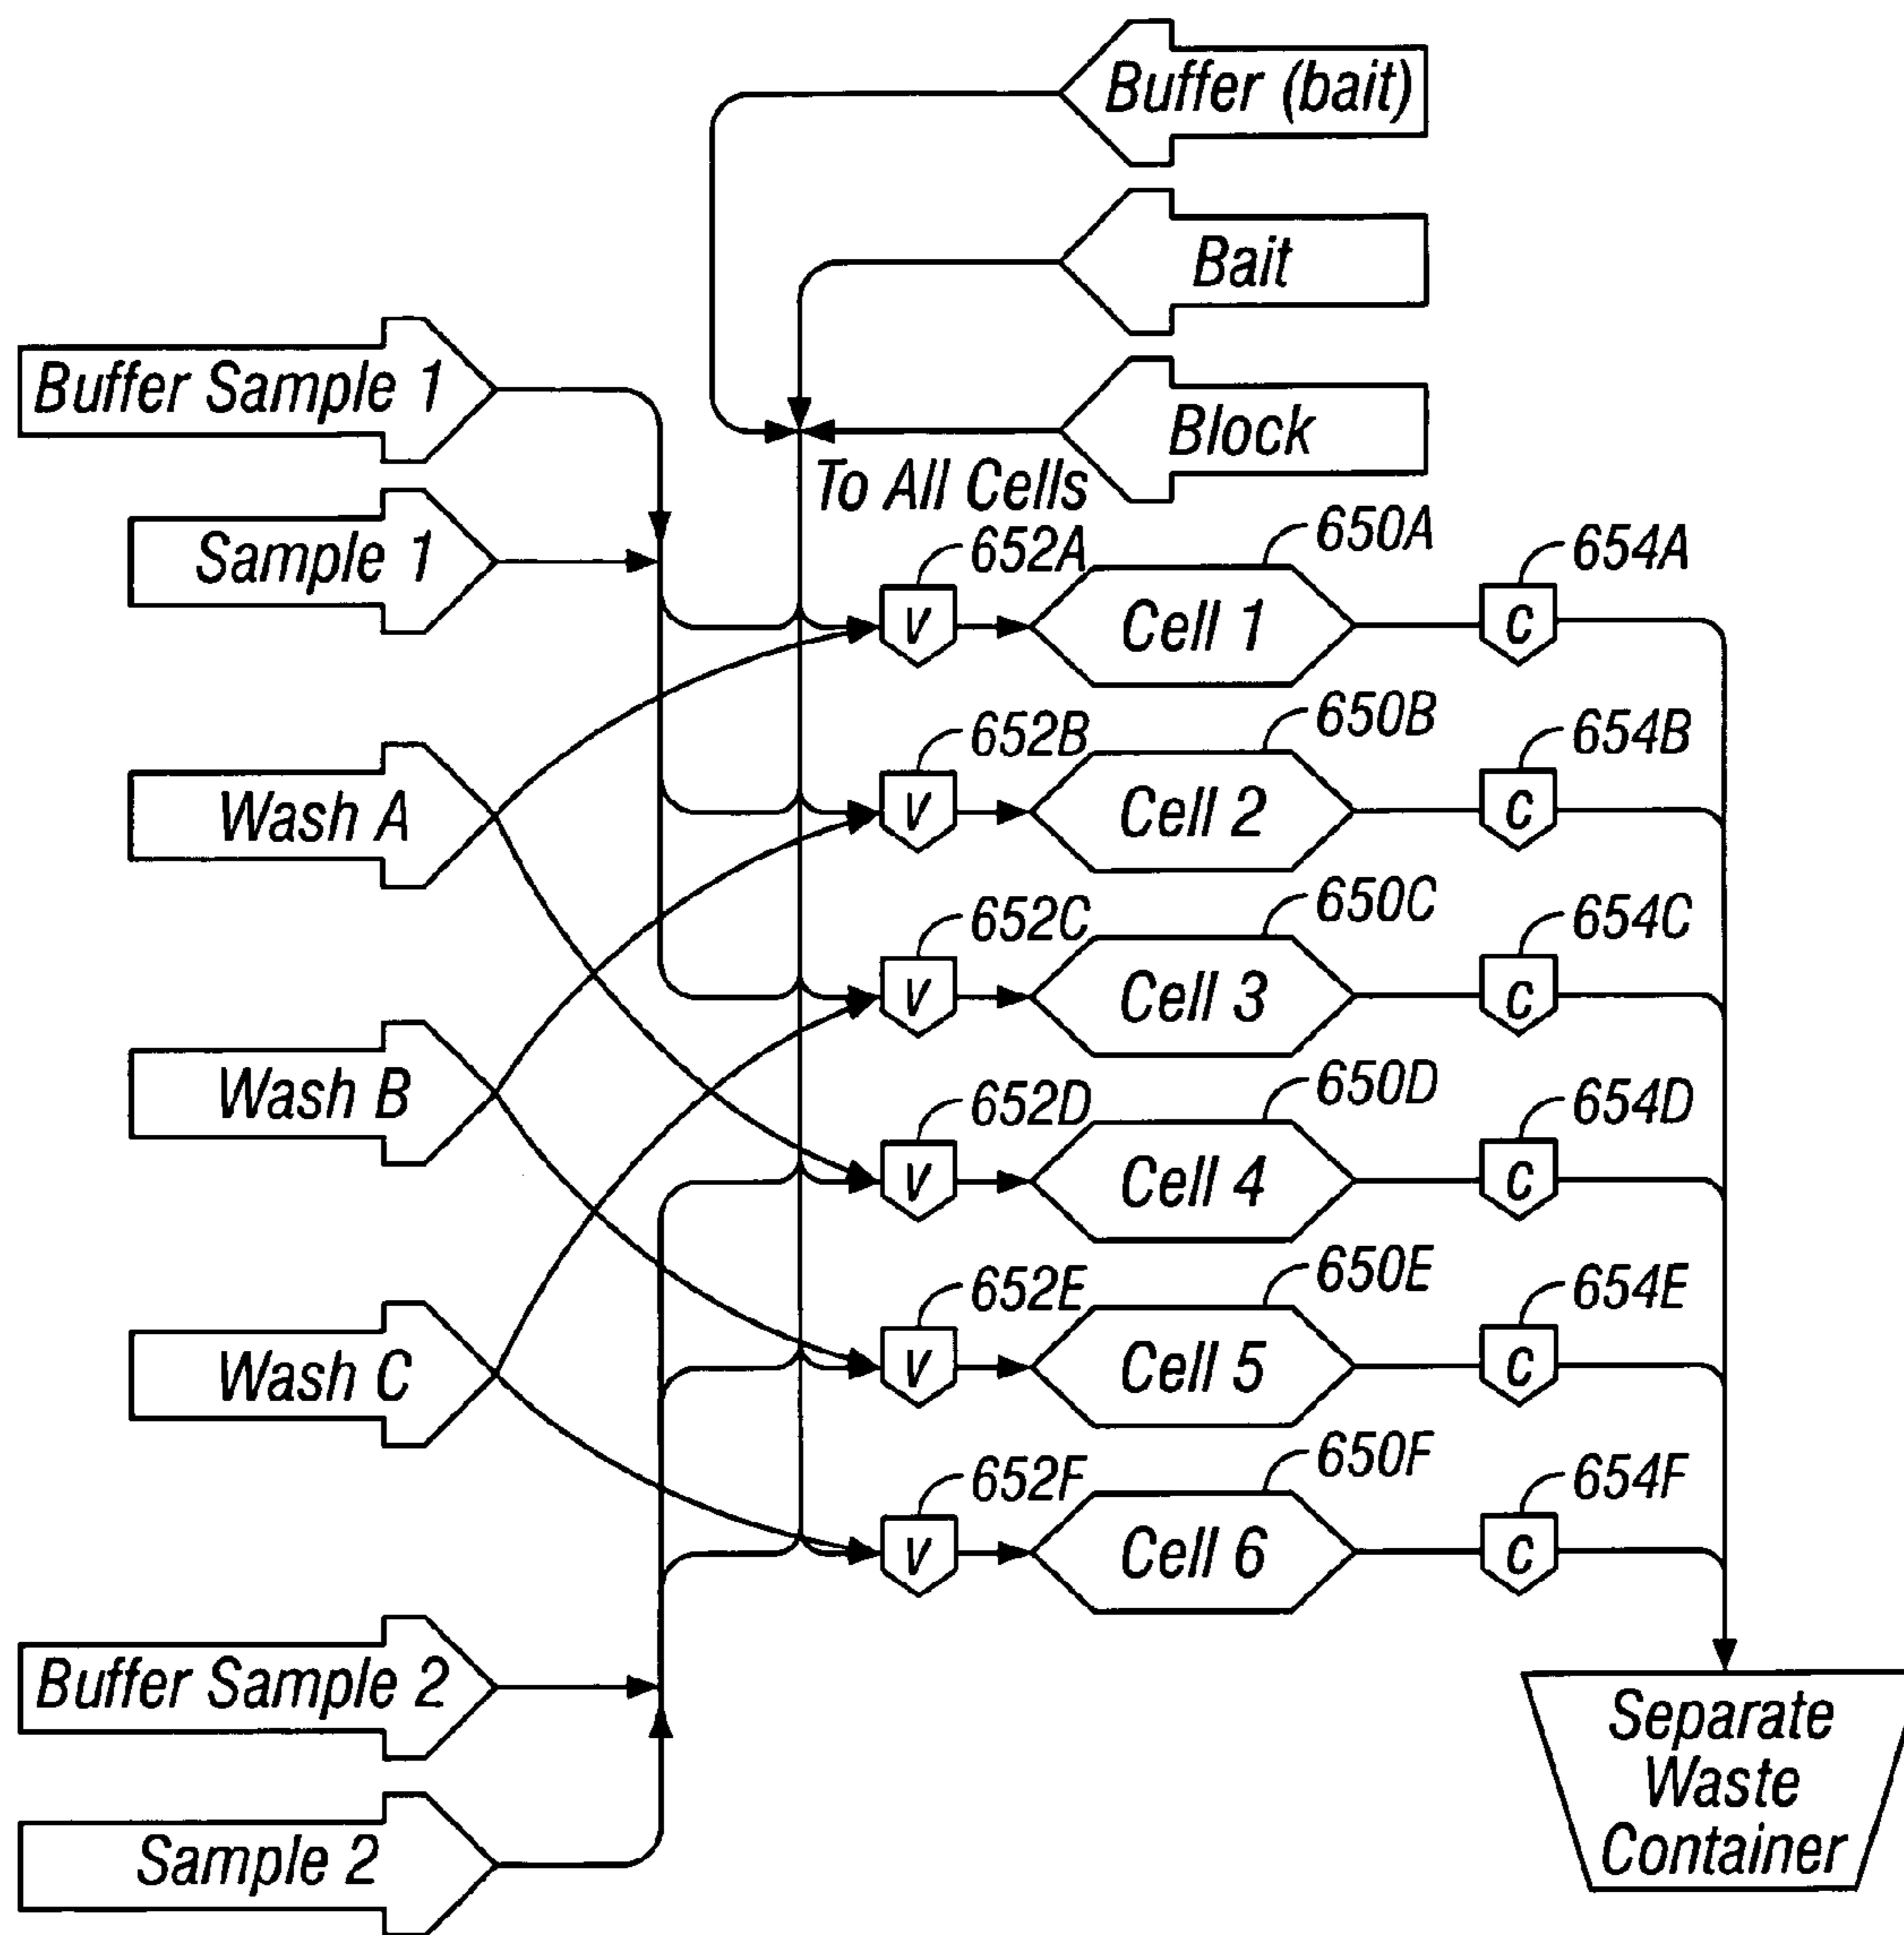 Buffer (bait)
Bait
Block
To All Cells
Buffer Sample 1
Sample 1
Wash A
Wash B
Wash C
Buffer Sample 2
Sample 2
652A
650A
654A
V
Cell 1
C
652B
650B
654B
V
Cell 2
C
652C
650C
654C
V
Cell 3
C
652D
650D
654D
V
Cell 4
C
652E
650E
654E
V
Cell 5
C
652F
650F
654F
V
Cell 6
C
Separate
Waste
Container